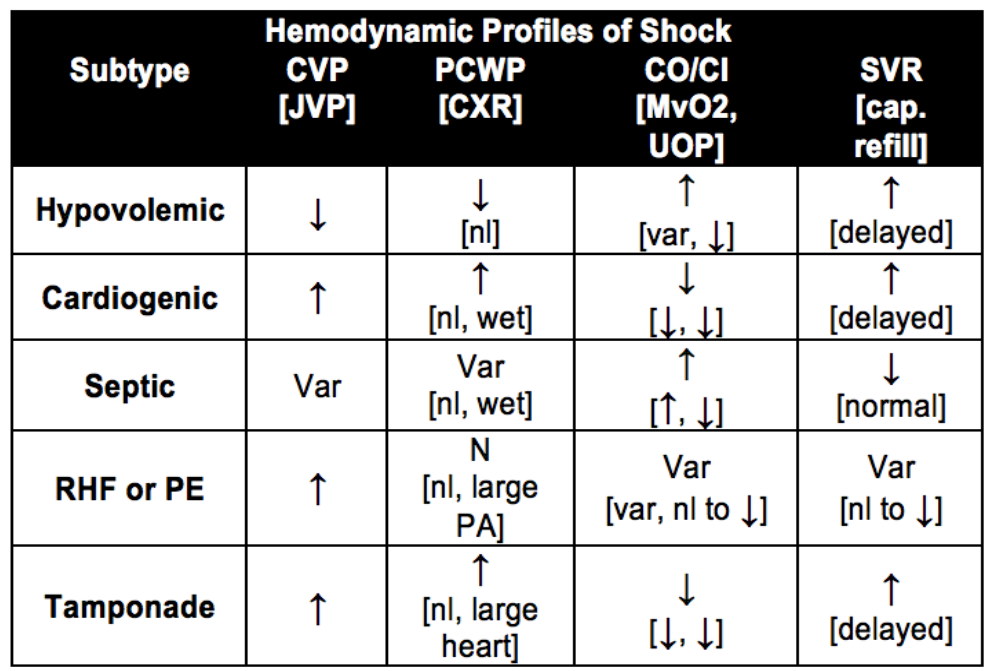 Hemodynamic Profiles of Shock
Subtype CVP PCWP CO/CI SVR
[JVP] [CXR] [MvO2, [cap.
UOP] refill]
Hypovolemic ↓ ↓ ↑ ↑
[nl] [var, ↓] [delayed]
Cardiogenic ↑ ↑ ↓ ↑
[nl, wet] [↓, ↓] [delayed]
Septic Var Var ↑ ↓
[nl, wet] [↑, ↓] [normal]
RHF or PE ↑ N Var Var
[nl, large [var, nl to ↓] [nl to ↓]
PA]
Tamponade ↑ ↑ ↓ ↑
[nl, large [↓, ↓] [delayed]
heart]